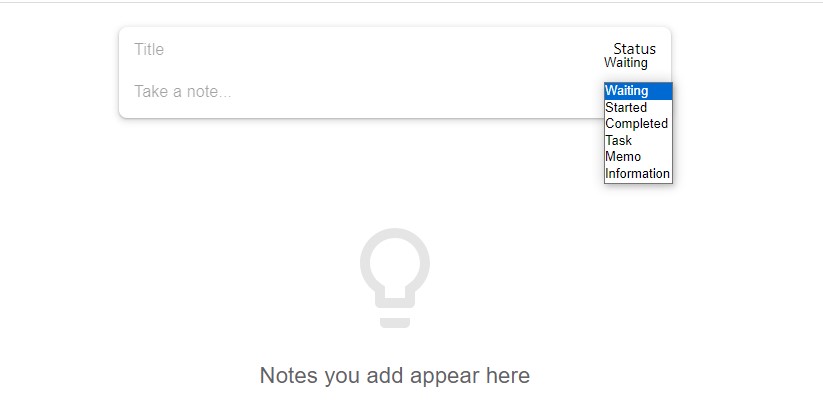 Title
Status
Waiting
Take a note...
Waiting
Started
Completed
Task
Memo
Information
Notes you add appear here